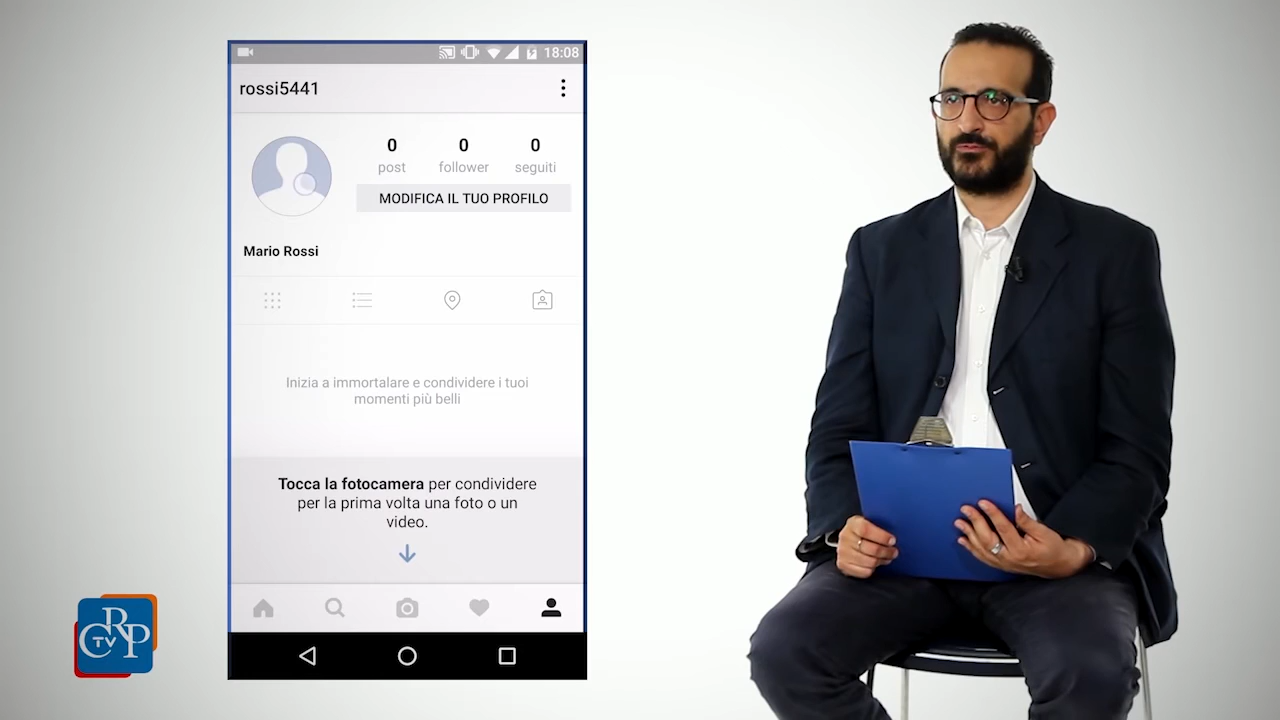 18:08
rossi5441
0 0 0
post follower seguiti
MODIFICA IL TUO PROFILO
Mario Rossi
Inizia a immortalare e condividere i tuoi
momenti più belli
Tocca la fotocamera per condividere
per la prima volta una foto o un
video.
CRP
TV